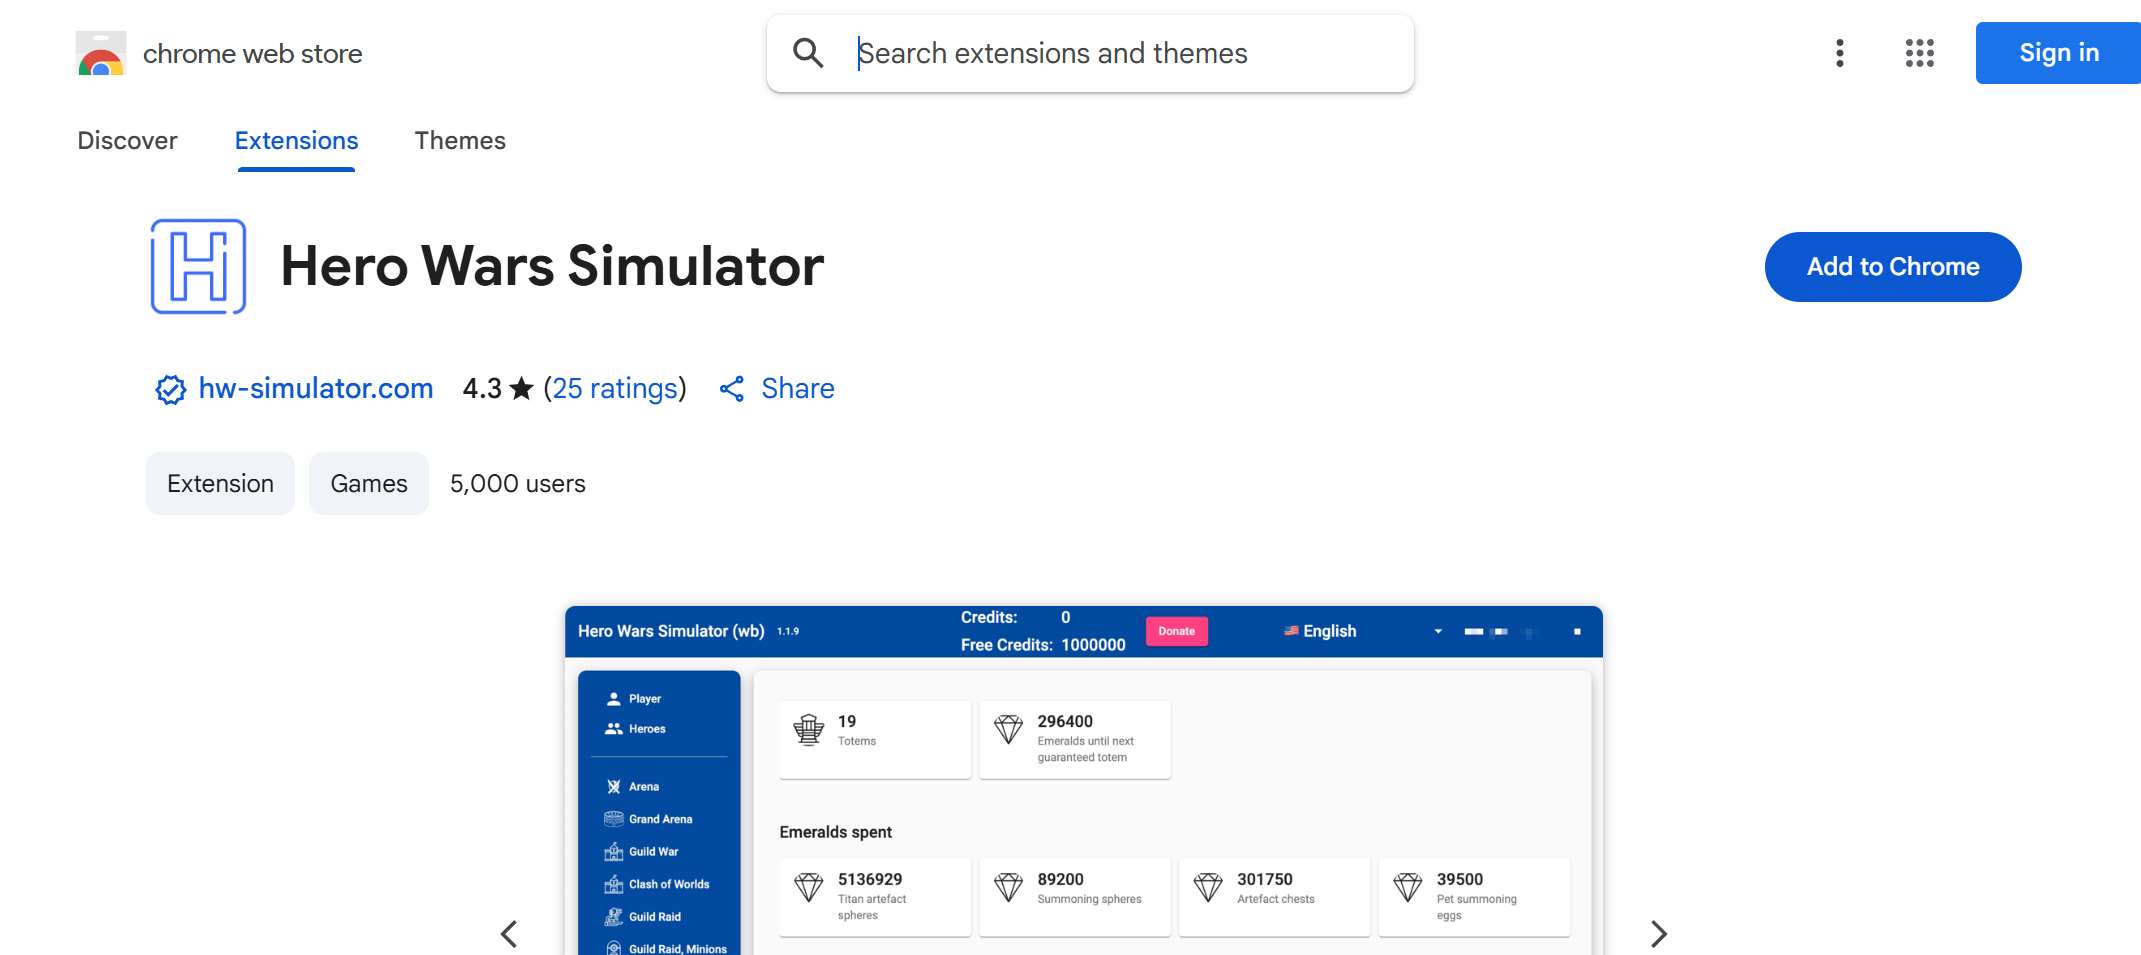 chrome web store
Search extensions and themes
Sign in
Discover
Extensions
Themes
Hero Wars Simulator
Add to Chrome
hw-simulator.com
4.3 ★ (25 ratings)
Share
Extension
Games
5,000 users
Hero Wars Simulator (wb) 1.1.9
Credits: 0
Free Credits: 1000000
Donate
English
Player
Heroes
Arena
Grand Arena
Guild War
Clash of Worlds
Guild Raid
Guild Raid, Minions
19
Totems
296400
Emeralds until next
guaranteed totem
Emeralds spent
5136929
Titan artefact
spheres
89200
Summoning spheres
301750
Artefact chests
39500
Pet summoning
eggs